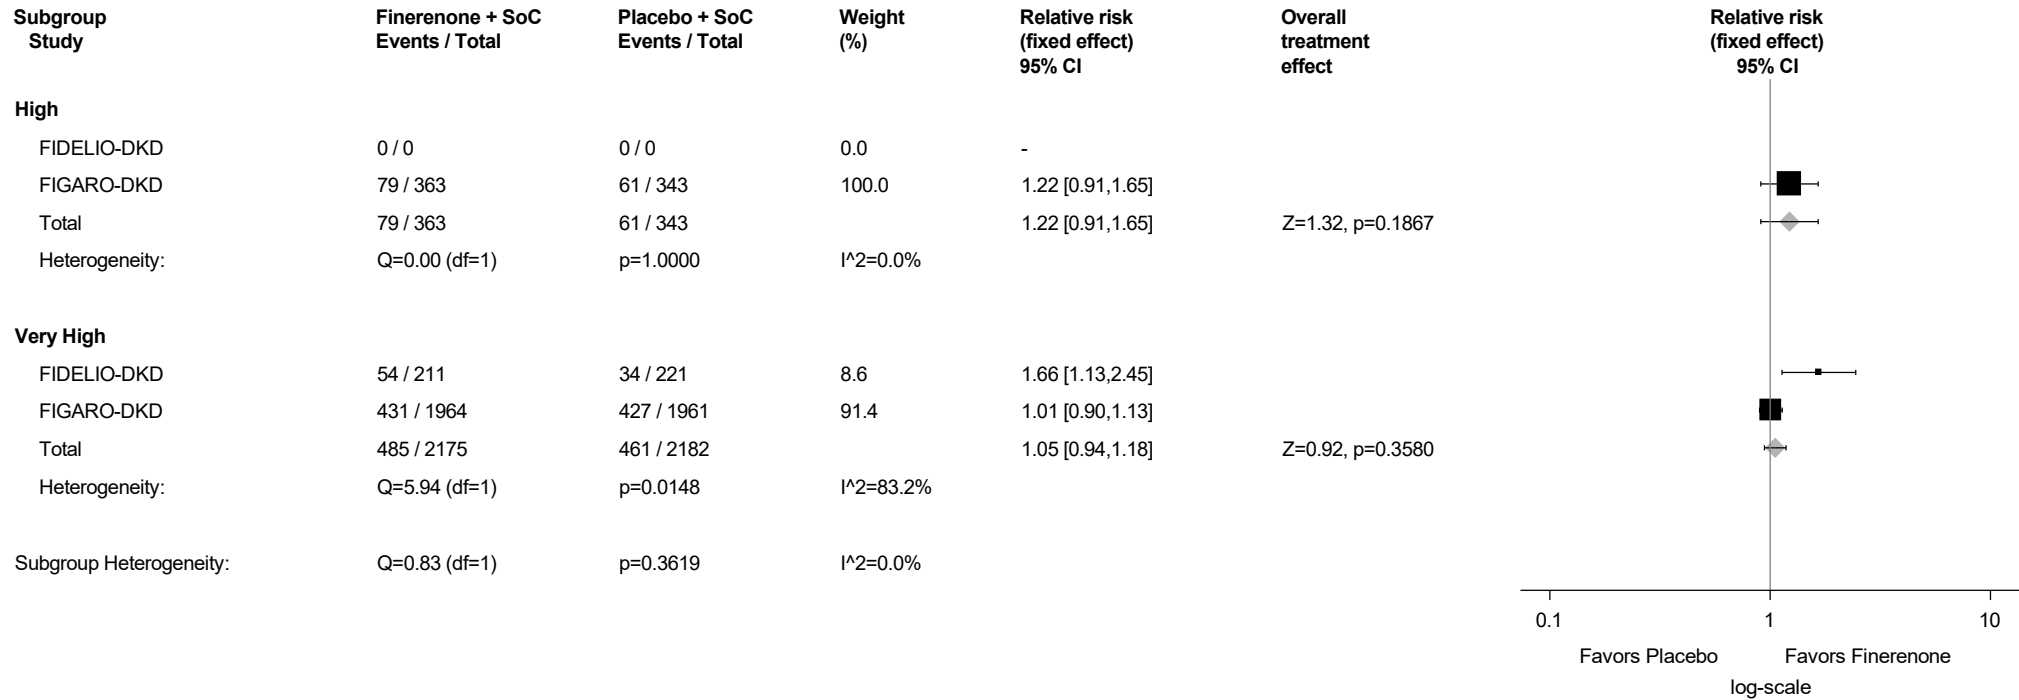 Subgroup Finerenone + SoC Placebo + SoC Weight Relative risk Overall Relative risk
Study Events / Total Events / Total (%) (fixed effect) treatment (fixed effect)
95% CI effect 95% CI
High
FIDELIO-DKD 0 / 0 0 / 0 0.0 -
FIGARO-DKD 79 / 363 61 / 343 100.0 1.22 [0.91,1.65]
Total 79 / 363 61 / 343 1.22 [0.91,1.65] Z=1.32, p=0.1867
Heterogeneity: Q=0.00 (df=1) p=1.0000 I^2=0.0%
Very High
FIDELIO-DKD 54 / 211 34 / 221 8.6 1.66 [1.13,2.45]
FIGARO-DKD 431 / 1964 427 / 1961 91.4 1.01 [0.90,1.13]
Total 485 / 2175 461 / 2182 1.05 [0.94,1.18] Z=0.92, p=0.3580
Heterogeneity: Q=5.94 (df=1) p=0.0148 I^2=83.2%
Subgroup Heterogeneity: Q=0.83 (df=1) p=0.3619 I^2=0.0%
0.1 1 10
Favors Placebo Favors Finerenone
log-scale